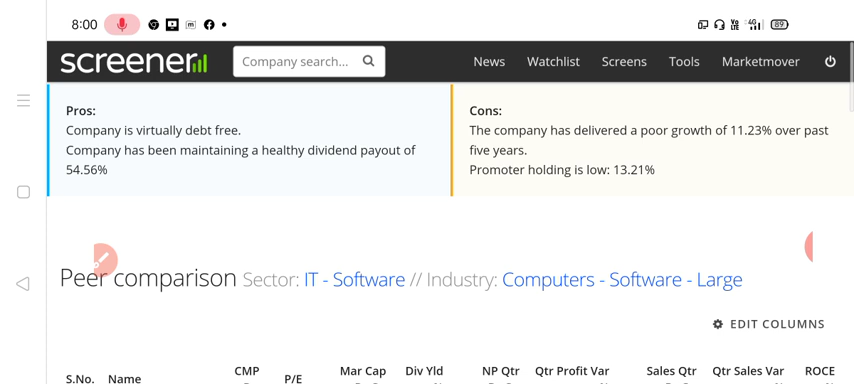 8:00
m
Vo LTE 4G 89
screener
Company search...
News Watchlist Screens Tools Marketmover
Pros:
Company is virtually debt free.
Company has been maintaining a healthy dividend payout of
54.56%
Cons:
The company has delivered a poor growth of 11.23% over past
five years.
Promoter holding is low: 13.21%
Peer comparison Sector: IT - Software // Industry: Computers - Software - Large
EDIT COLUMNS
S.No. Name CMP P/E Mar Cap Div Yld NP Qtr Qtr Profit Var Sales Qtr Qtr Sales Var ROCE